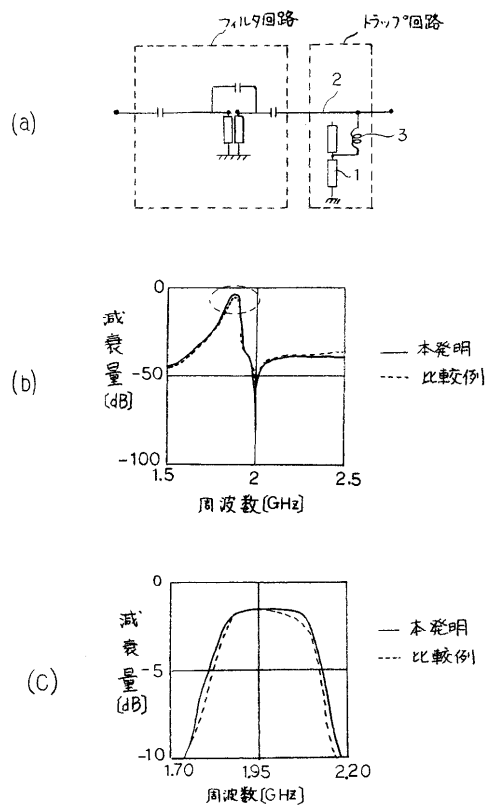 フィルタ回路
トラップ回路
(a)
2
3
1
(b)
減衰量[dB]
0
-50
-100
1.5
2
2.5
周波数[GHz]
本発明
比較例
(c)
減衰量[dB]
0
-5
-10
1.70
1.95
2.20
周波数[GHz]
本発明
比較例